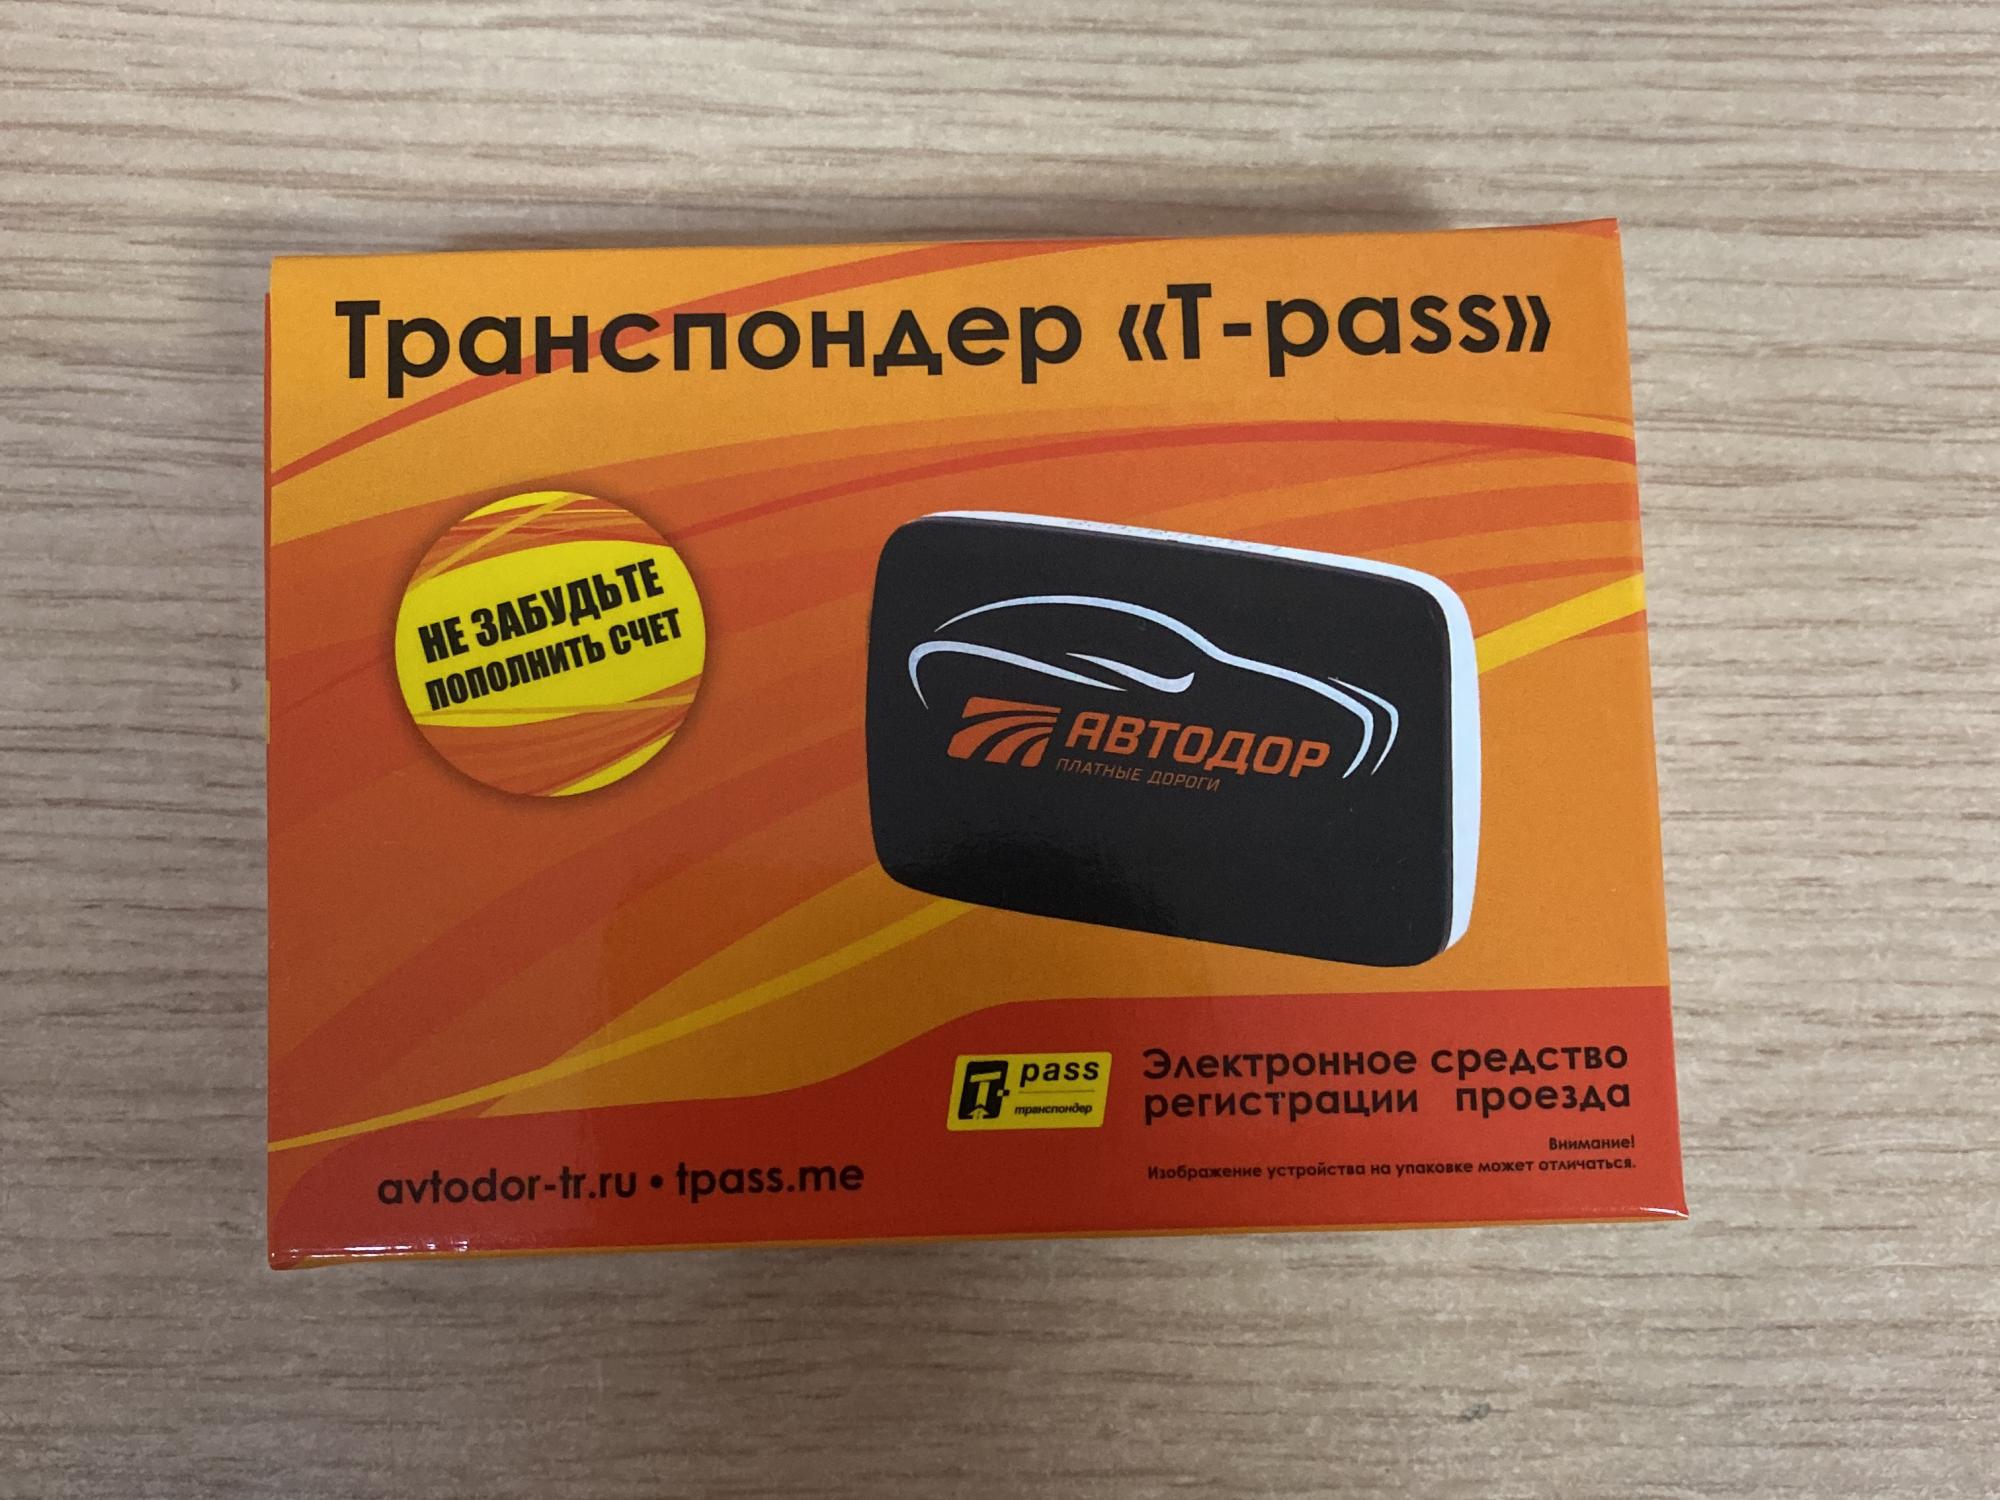 Транспондер «T-pass»
НЕ ЗАБУДЬТЕ
ПОПОЛНИТЬ СЧЕТ
АВТОДОР
ПЛАТНЫЕ ДОРОГИ
T-pass
транспондер
Электронное средство
регистрации проезда
Внимание!
Изображение устройства на упаковке может отличаться.
avtodor-tr.ru • tpass.me